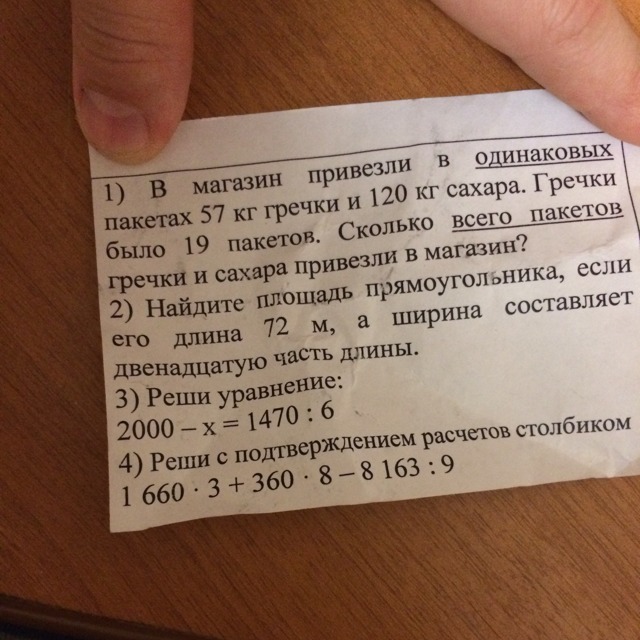 1) В магазин привезли в одинаковых
пакетах 57 кг гречки и 120 кг сахара. Гречки
было 19 пакетов. Сколько всего пакетов
гречки и сахара привезли в магазин?
2) Найдите площадь прямоугольника, если
его длина 72 м, а ширина составляет
двенадцатую часть длины.
3) Реши уравнение:
2000 – х = 1470 : 6
4) Реши с подтверждением расчетов столбиком
1 660 · 3 + 360 · 8 – 8 163 : 9